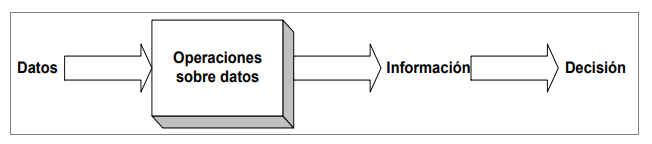 Datos
Operaciones
sobre datos
Información
Decisión